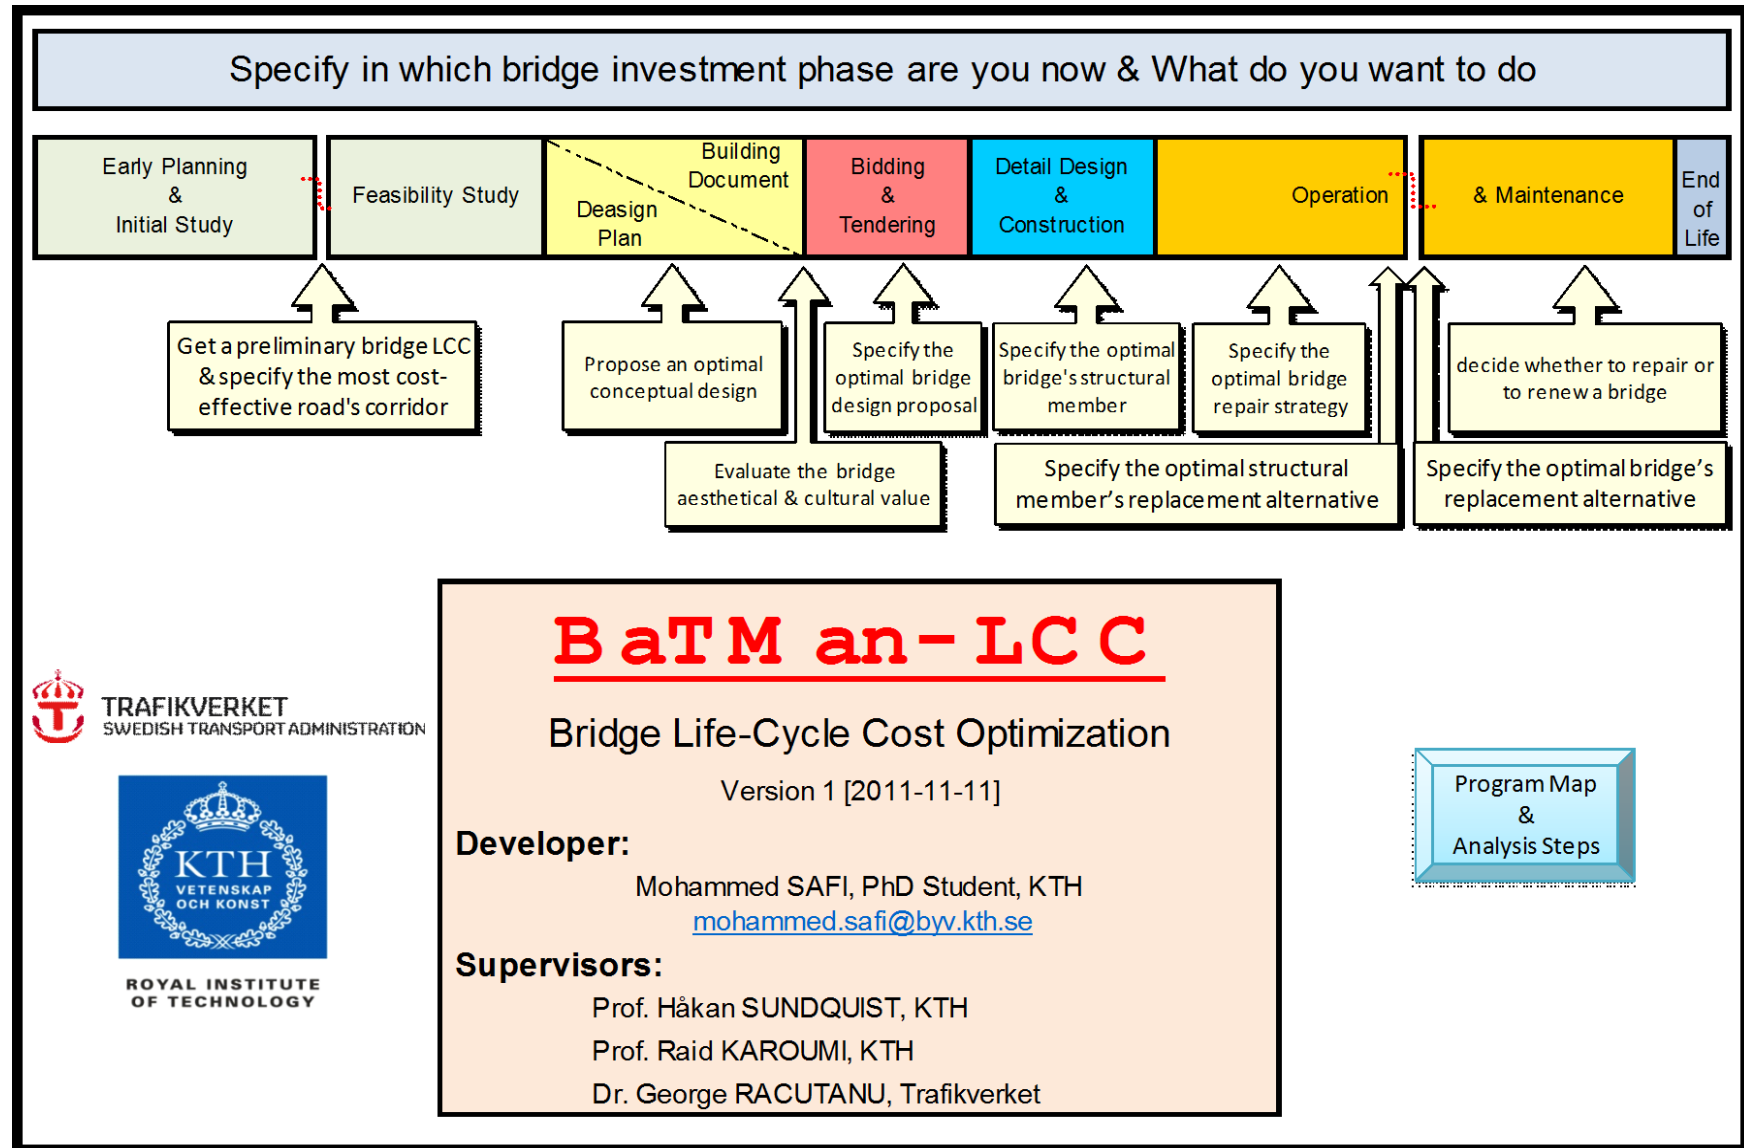 Specify in which bridge investment phase are you now & What do you want to do
Early Planning
&
Initial Study
Feasibility Study
Deasign
Plan
Building
Document
Bidding
&
Tendering
Detail Design
&
Construction
Operation
& Maintenance
End
of
Life
Get a preliminary bridge LCC
& specify the most cost-
effective road's corridor
Propose an optimal
conceptual design
Specify the
optimal bridge
design proposal
Specify the optimal
bridge's structural
member
Specify the
optimal bridge
repair strategy
decide whether to repair or
to renew a bridge
Evaluate the bridge
aesthetical & cultural value
Specify the optimal structural
member’s replacement alternative
Specify the optimal bridge’s
replacement alternative
BaTMan-LCC
Bridge Life-Cycle Cost Optimization
Version 1 [2011-11-11]
Developer:
Mohammed SAFI, PhD Student, KTH
mohammed.safi@byv.kth.se
Supervisors:
Prof. Håkan SUNDQUIST, KTH
Prof. Raid KAROUMI, KTH
Dr. George RACUTANU, Trafikverket
TRAFIKVERKET
SWEDISH TRANSPORT ADMINISTRATION
KTH
VETENSKAP
OCH KONST
ROYAL INSTITUTE
OF TECHNOLOGY
Program Map
&
Analysis Steps